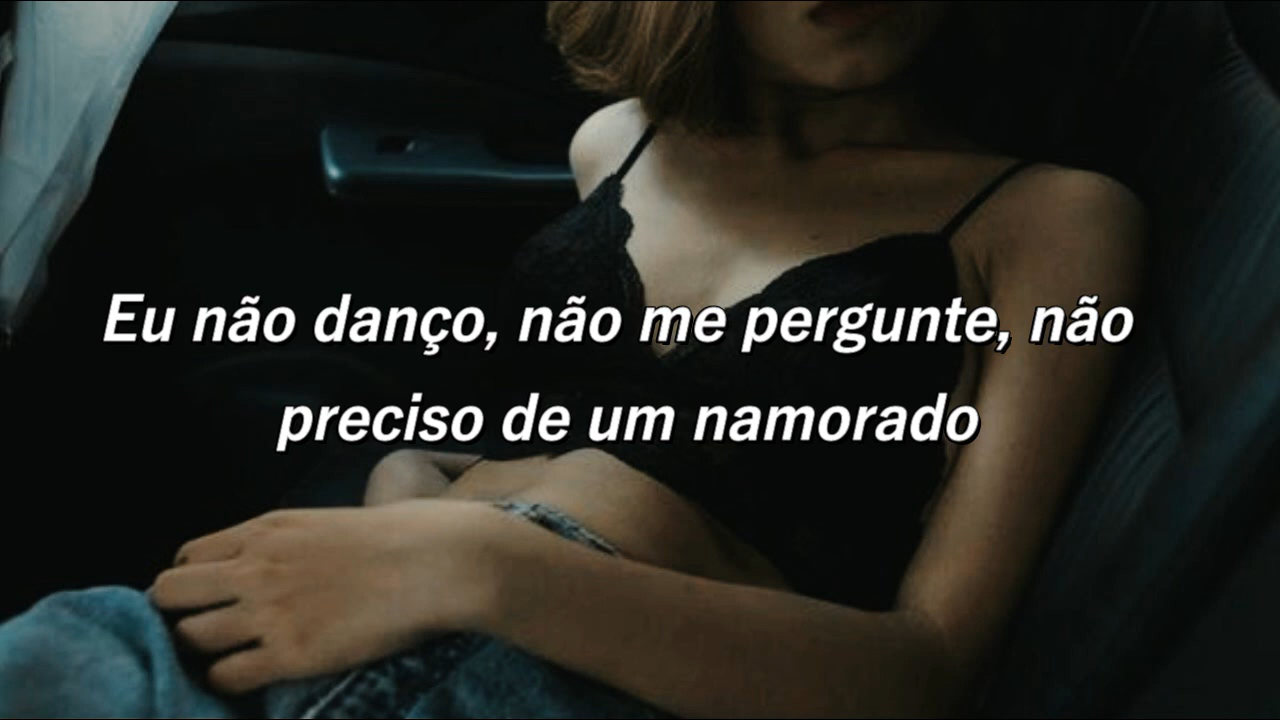 Eu não danço, não me pergunte, não
preciso de um namorado